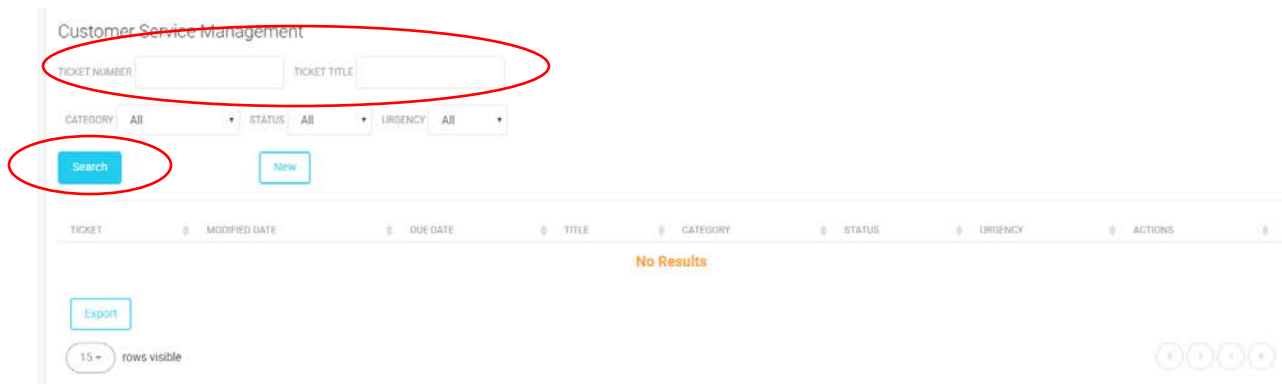 Customer Service Management
TICKET NUMBER TICKET TITLE
CATEGORY All STATUS All URGENCY All
Search New
TICKET MODIFIED DATE DUE DATE TITLE CATEGORY STATUS URGENCY ACTIONS
No Results
Export
15 rows visible